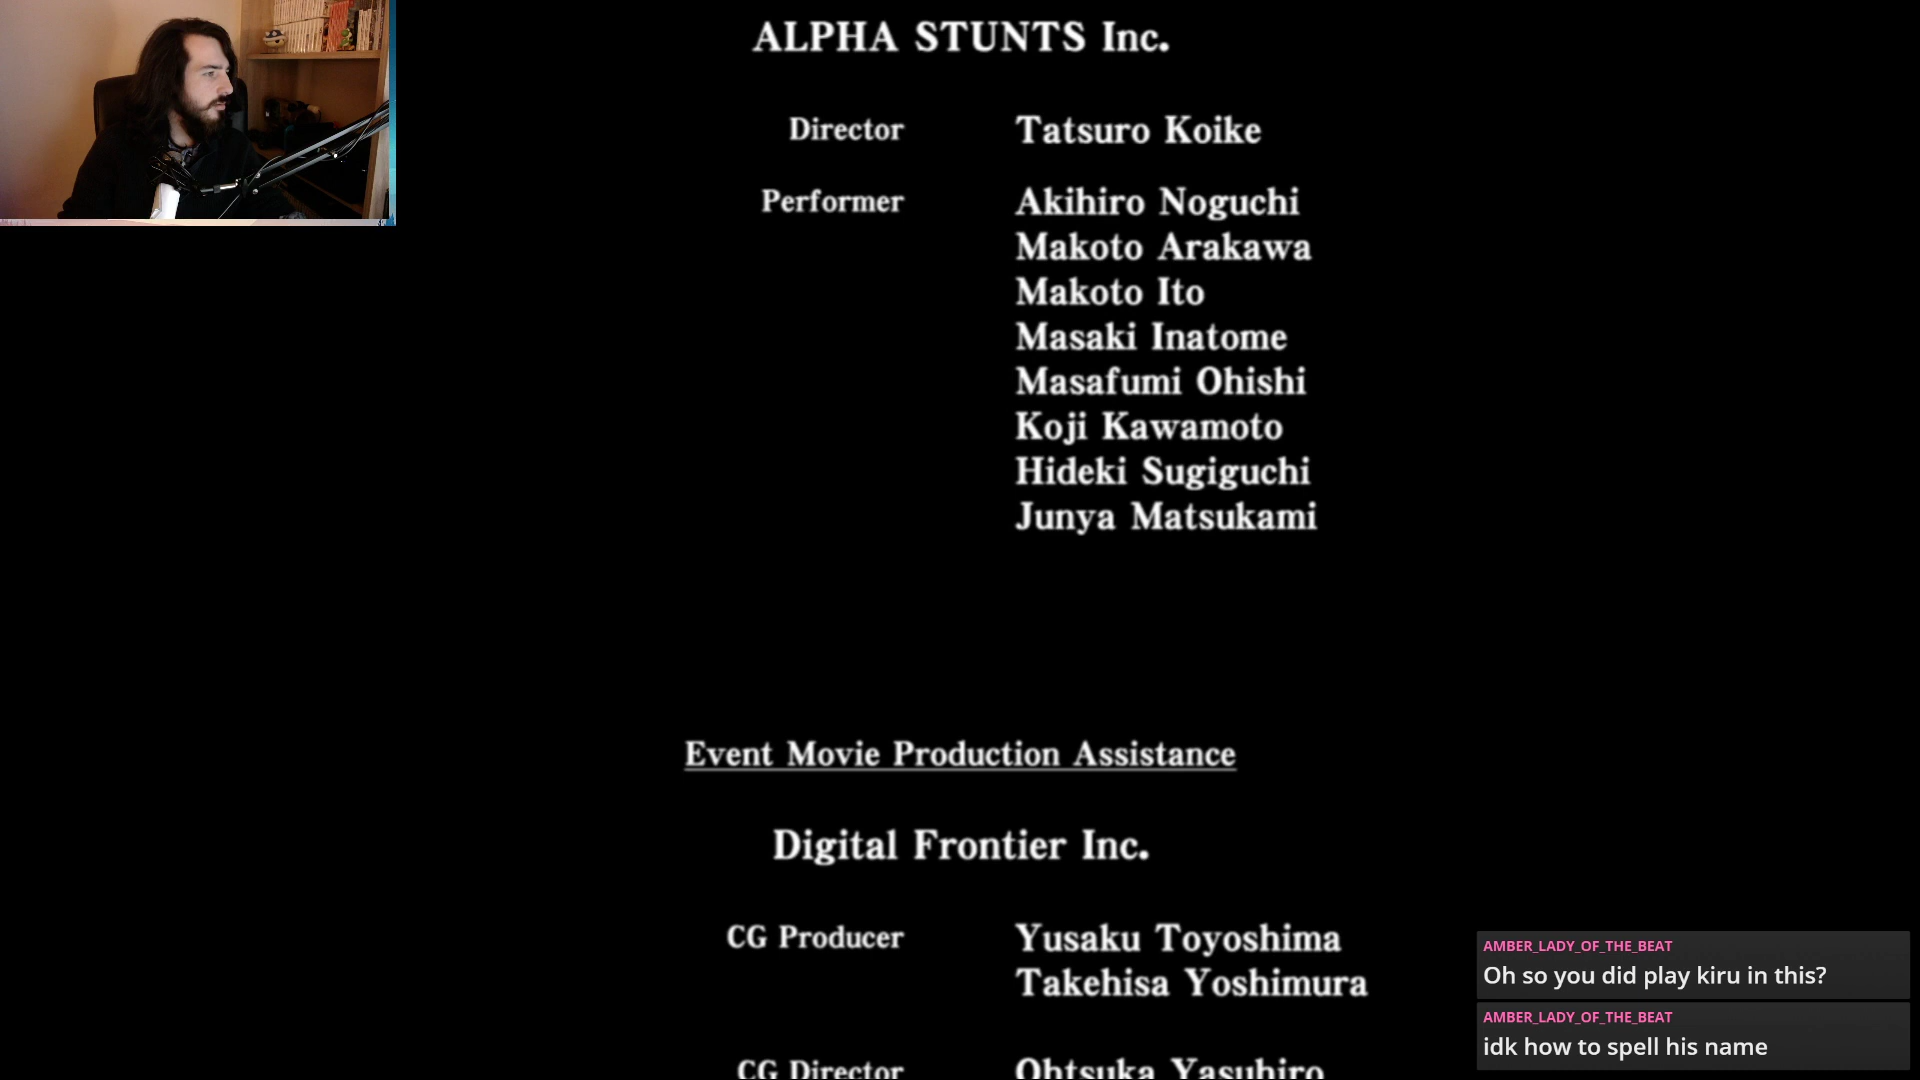 ALPHA STUNTS Inc.
Director Tatsuro Koike
Performer Akihiro Noguchi
Makoto Arakawa
Makoto Ito
Masaki Inatome
Masafumi Ohishi
Koji Kawamoto
Hideki Sugiguchi
Junya Matsukami
Event Movie Production Assistance
Digital Frontier Inc.
CG Producer Yusaku Toyoshima
Takehisa Yoshimura
CG Director Ohtsuka Yasuhiro
AMBER_LADY_OF_THE_BEAT
Oh so you did play kiru in this?
AMBER_LADY_OF_THE_BEAT
idk how to spell his name